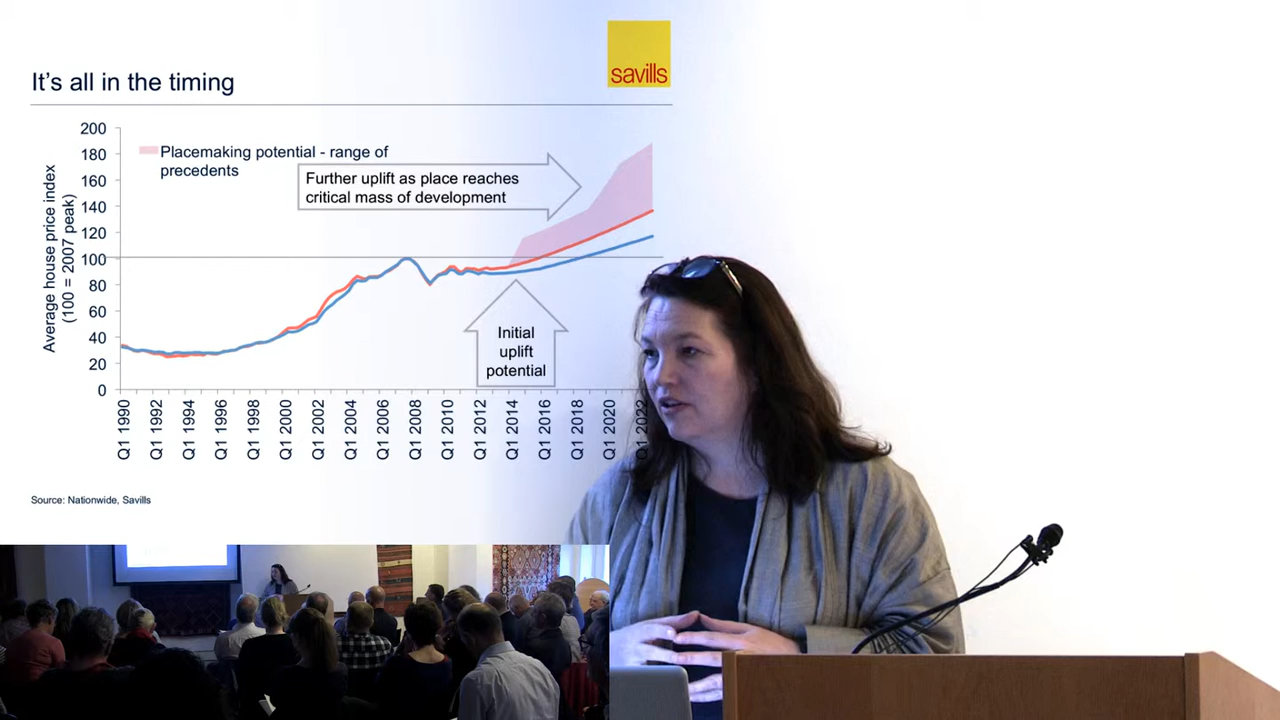 savills
It's all in the timing
200
180
160
140
120
100
80
60
40
20
0
Average house price index
(100 = 2007 peak)
Placemaking potential - range of
precedents
Further uplift as place reaches
critical mass of development
Initial
uplift
potential
Q1 1990
Q1 1992
Q1 1994
Q1 1996
Q1 1998
Q1 2000
Q1 2002
Q1 2004
Q1 2006
Q1 2008
Q1 2010
Q1 2012
Q1 2014
Q1 2016
Q1 2018
Q1 2020
Q1 2022
Source: Nationwide, Savills